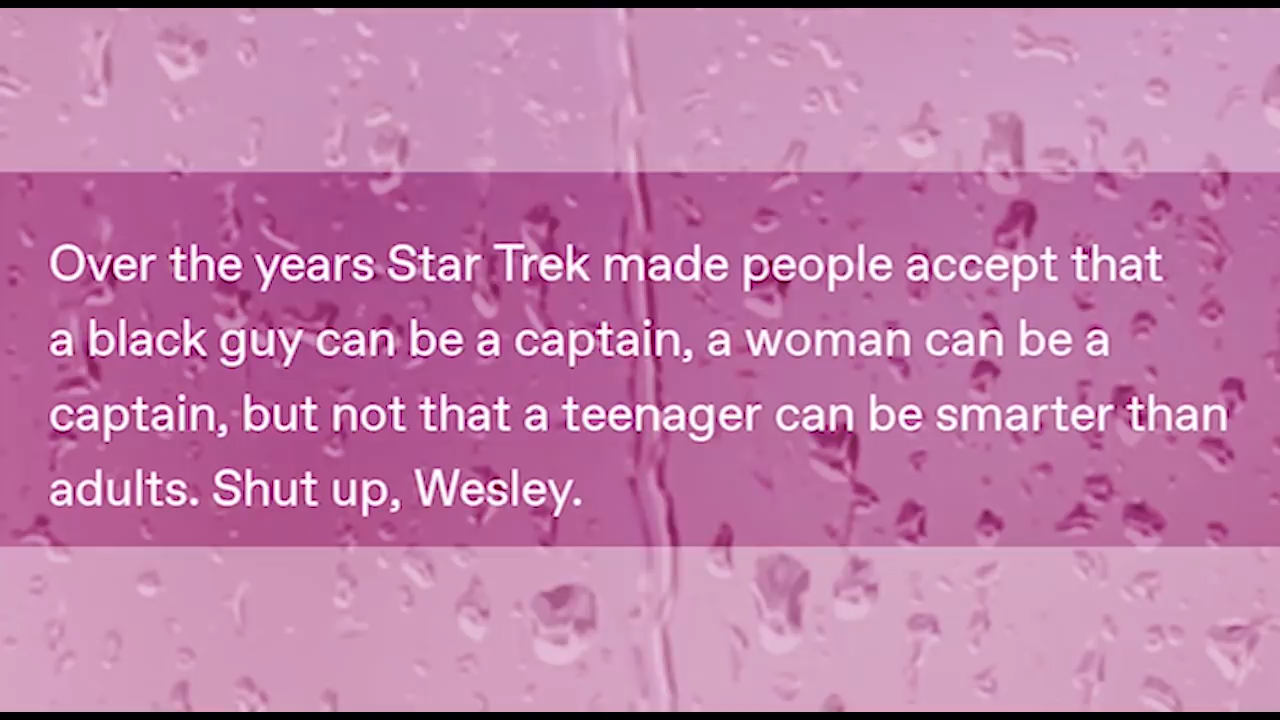 Over the years Star Trek made people accept that
a black guy can be a captain, a woman can be a
captain, but not that a teenager can be smarter than
adults. Shut up, Wesley.